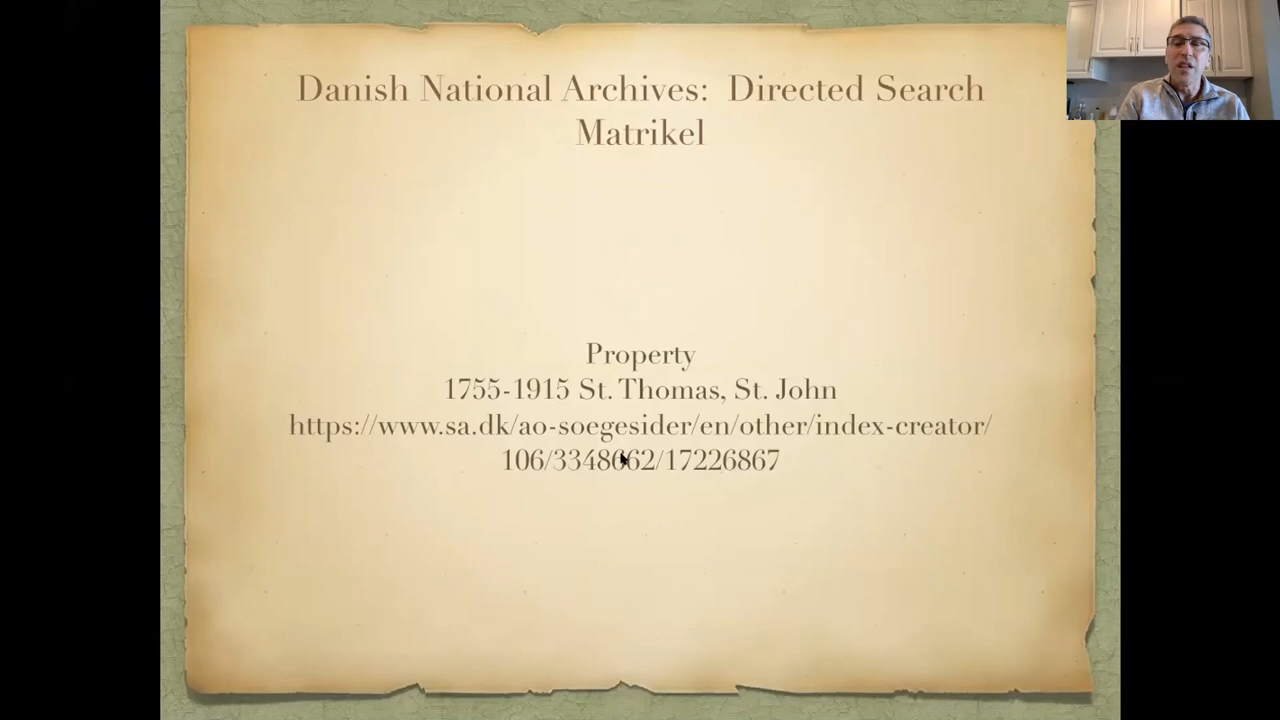 Danish National Archives: Directed Search
Matrikel
Property
1755-1915 St. Thomas, St. John
https://www.sa.dk/ao-soegesider/en/other/index-creator/
106/3348662/17226867